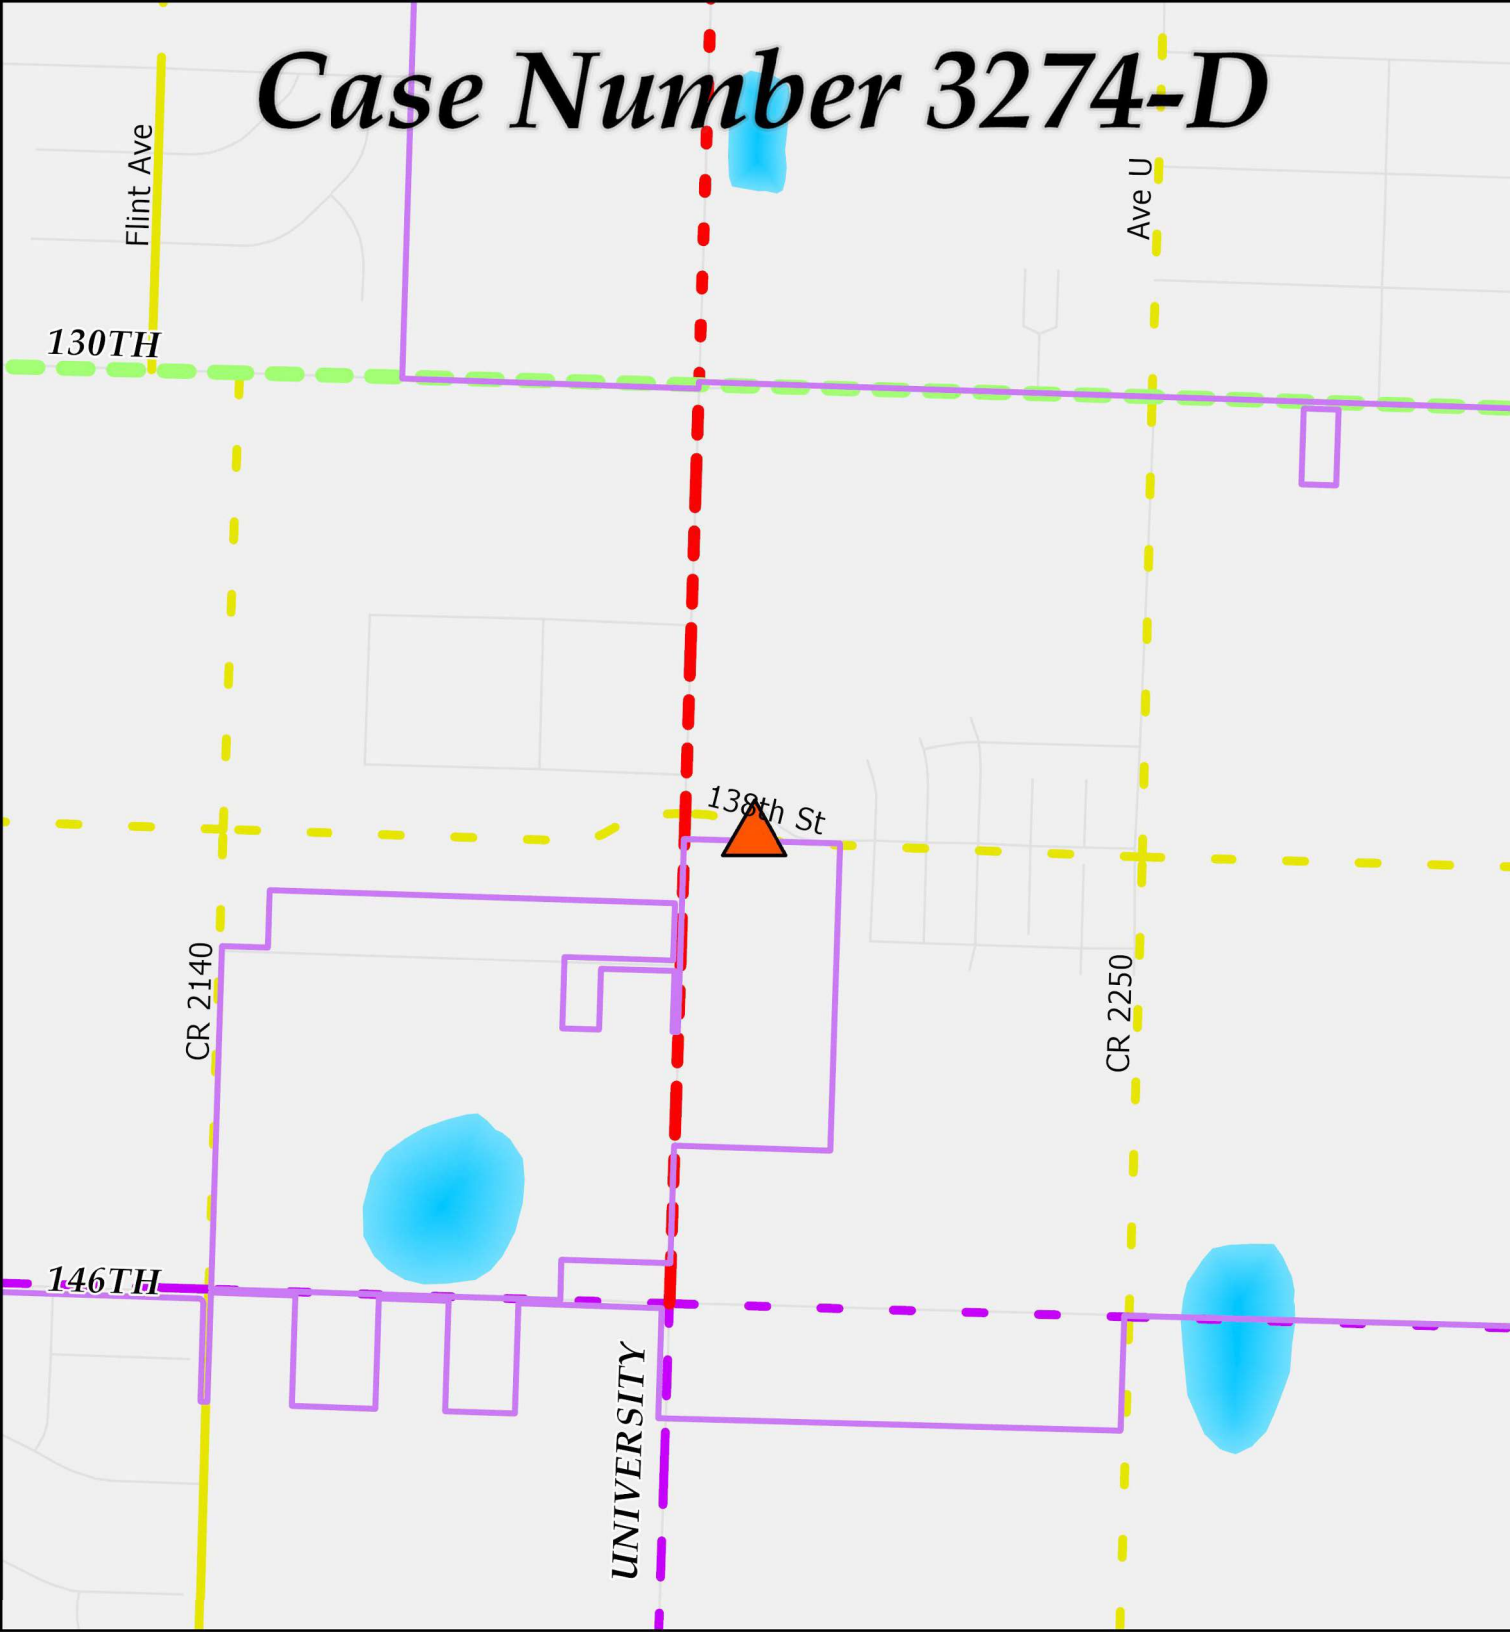 Case Number 3274-D
Flint Ave
Ave U
130TH
138th St
CR 2140
CR 2250
146TH
UNIVERSITY